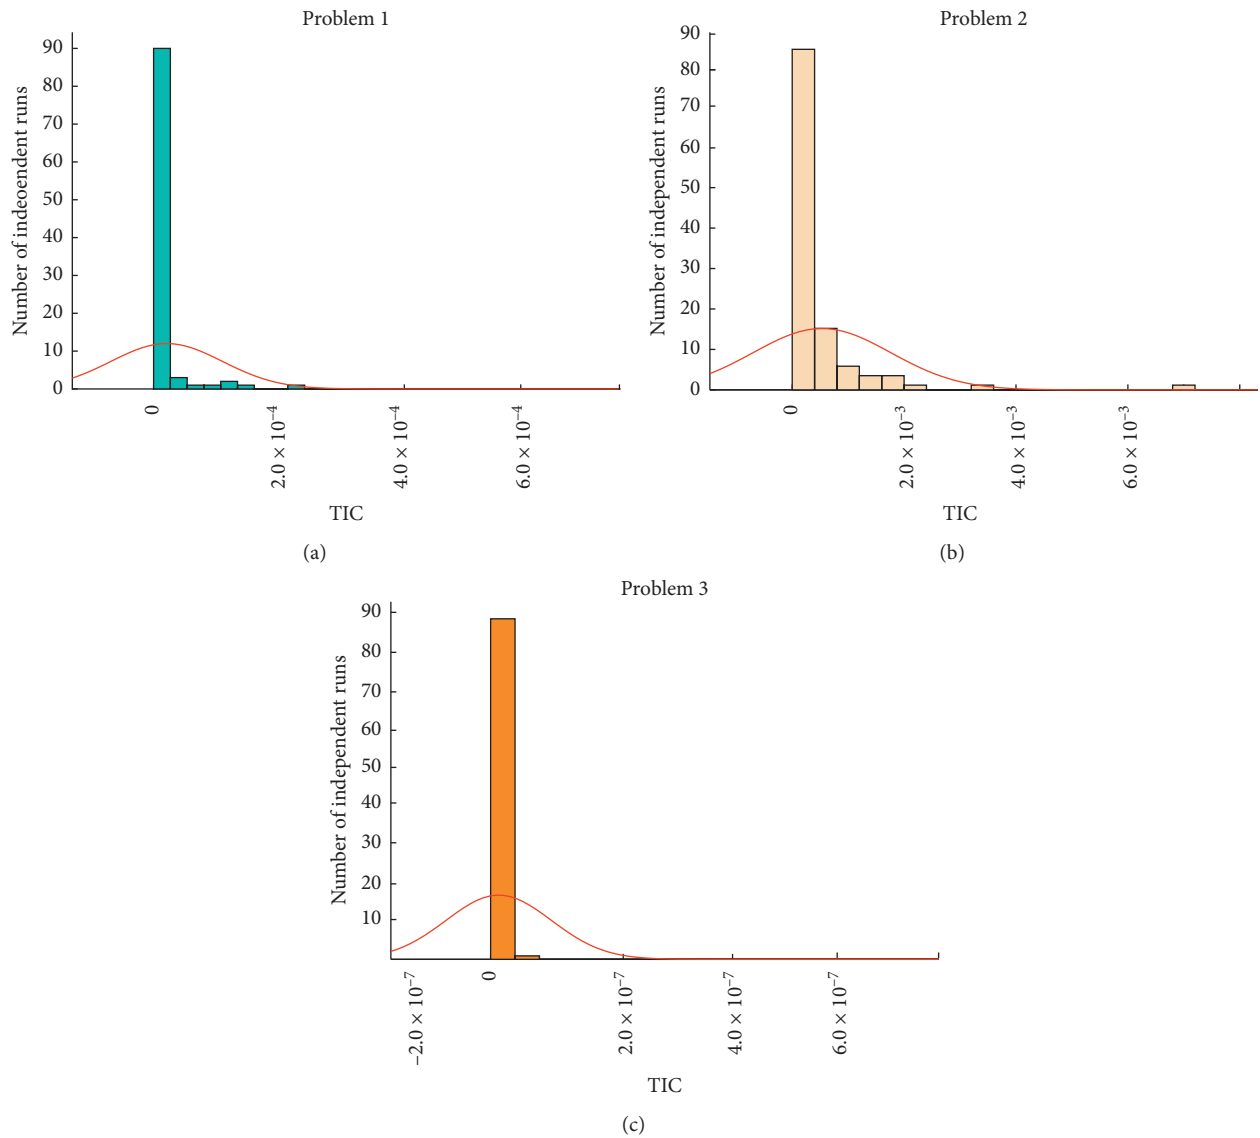 Problem 1
Number of indeoendent runs
90
80
70
60
50
40
30
20
10
0
0
2.0 × 10⁻⁴
4.0 × 10⁻⁴
6.0 × 10⁻⁴
TIC
(a)
Problem 2
Number of independent runs
90
80
70
60
50
40
30
20
10
0
0
2.0 × 10⁻³
4.0 × 10⁻³
6.0 × 10⁻³
TIC
(b)
Problem 3
Number of independent runs
90
80
70
60
50
40
30
20
10
−2.0 × 10⁻⁷
0
2.0 × 10⁻⁷
4.0 × 10⁻⁷
6.0 × 10⁻⁷
TIC
(c)